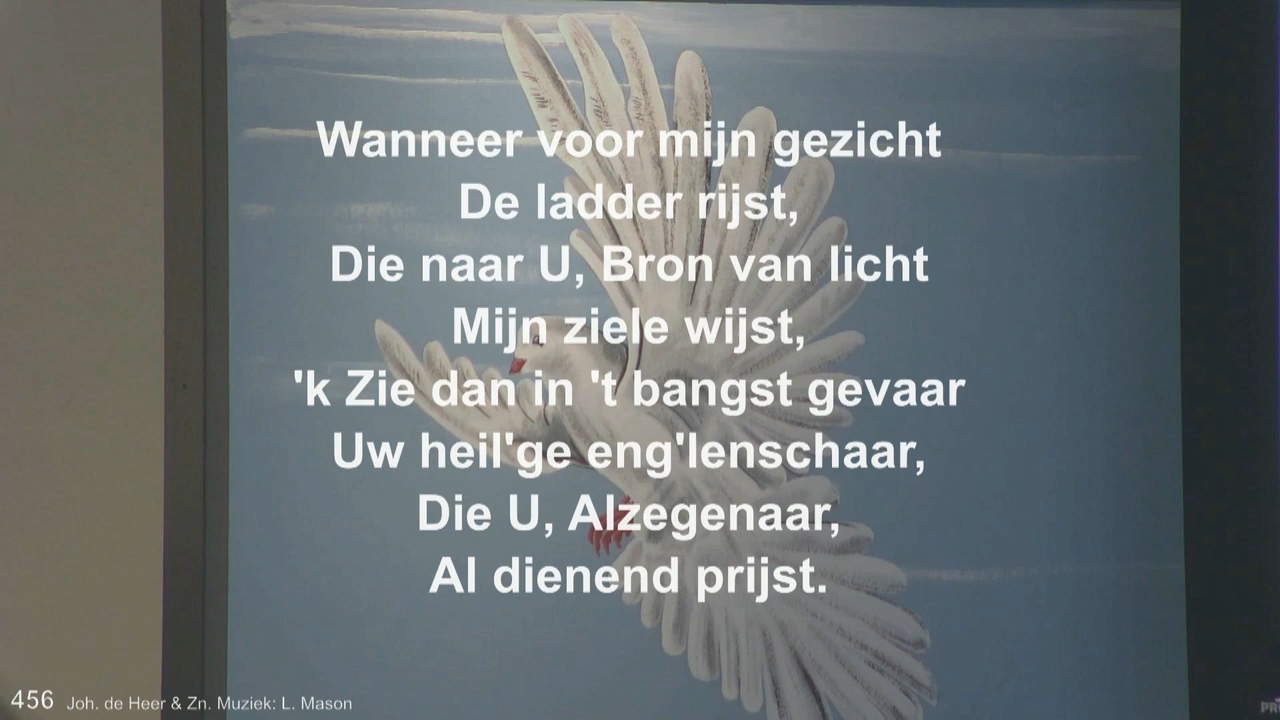 Wanneer voor mijn gezicht
De ladder rijst,
Die naar U, Bron van licht
Mijn ziele wijst,
'k Zie dan in 't bangst gevaar
Uw heil'ge eng'lenschaar,
Die U, Alzegenaar,
Al dienend prijst.
456 Joh. de Heer & Zn. Muziek: L. Mason